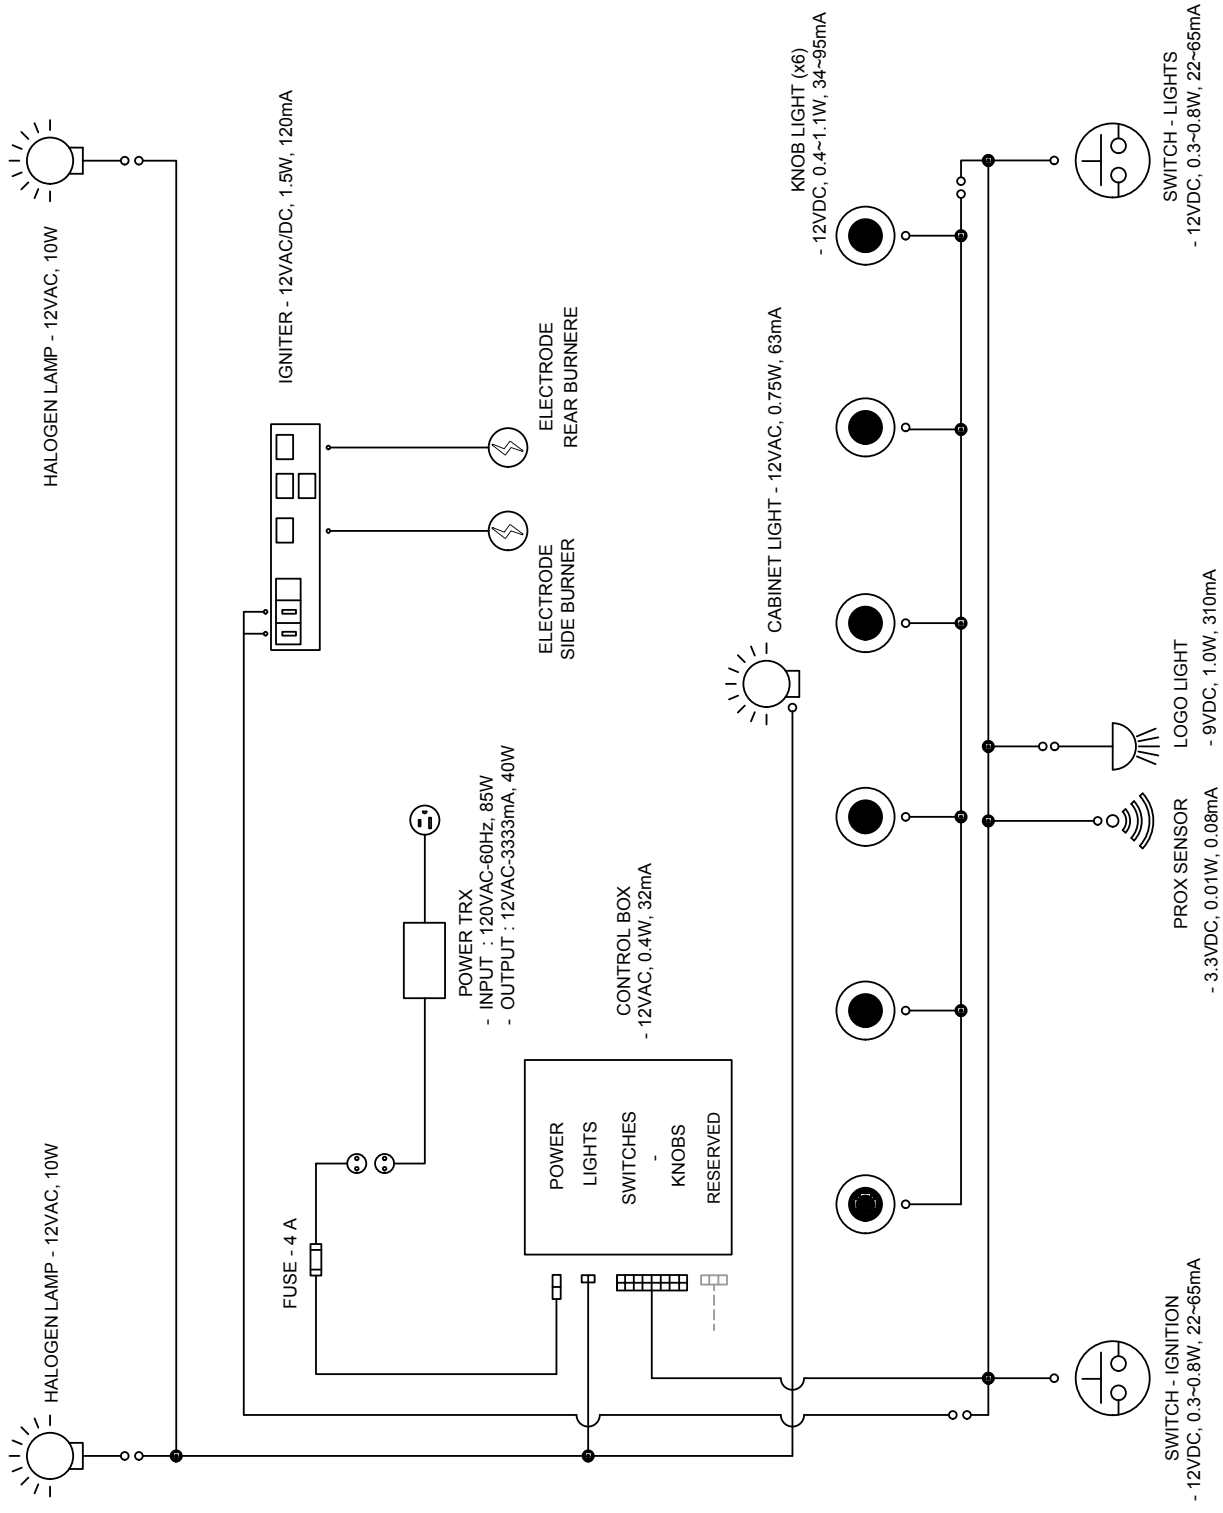 HALOGEN LAMP - 12VAC, 10W
HALOGEN LAMP - 12VAC, 10W
FUSE - 4 A
IGNITER - 12VAC/DC, 1.5W, 120mA
POWER TRX
- INPUT : 120VAC-60Hz, 85W
- OUTPUT : 12VAC-3333mA, 40W
ELECTRODE
SIDE BURNER
ELECTRODE
REAR BURNERE
CONTROL BOX
- 12VAC, 0.4W, 32mA
POWER
LIGHTS
SWITCHES
-
KNOBS
RESERVED
CABINET LIGHT - 12VAC, 0.75W, 63mA
KNOB LIGHT (x6)
- 12VDC, 0.4~1.1W, 34~95mA
SWITCH - IGNITION
- 12VDC, 0.3~0.8W, 22~65mA
PROX SENSOR
- 3.3VDC, 0.01W, 0.08mA
LOGO LIGHT
- 9VDC, 1.0W, 310mA
SWITCH - LIGHTS
- 12VDC, 0.3~0.8W, 22~65mA